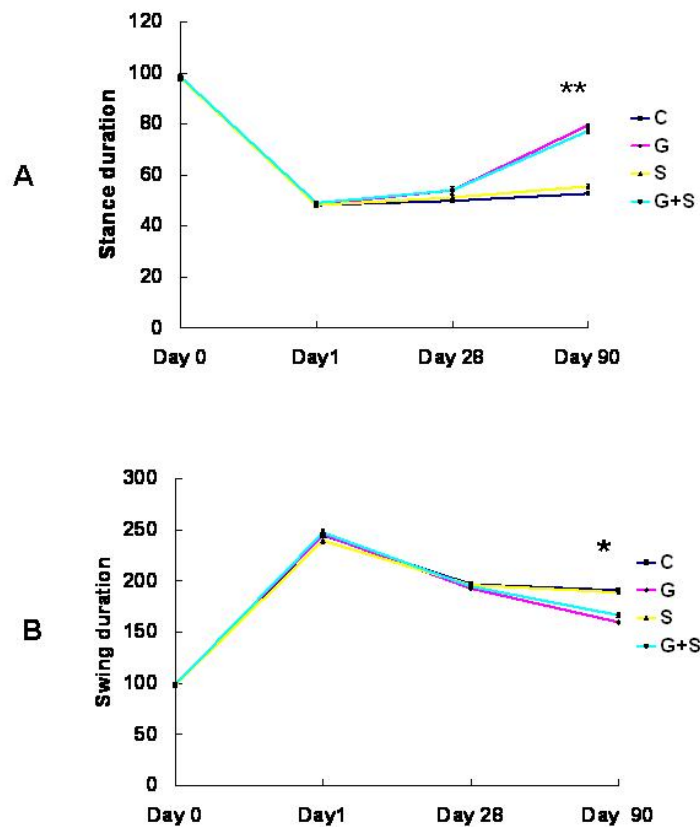 A
Stance duration
120
100
80
60
40
20
0
Day 0 Day1 Day 28 Day 90
**
C
G
S
G+S
B
Swing duration
300
250
200
150
100
50
0
Day 0 Day1 Day 28 Day 90
*
C
G
S
G+S